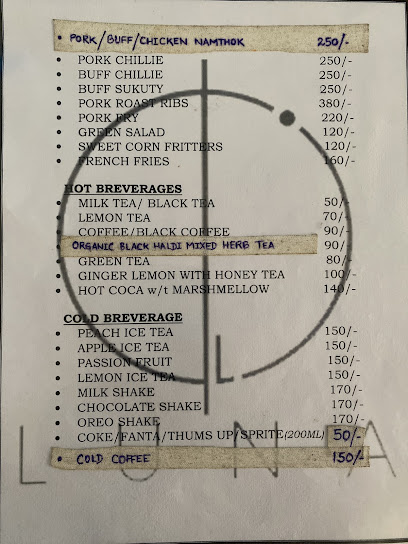 • PORK/BUFF/CHICKEN NAMTHOK 250/-
• PORK CHILLIE 250/-
• BUFF CHILLIE 250/-
• BUFF SUKUTY 250/-
• PORK ROAST RIBS 380/-
• PORK FRY 220/-
• GREEN SALAD 120/-
• SWEET CORN FRITTERS 120/-
• FRENCH FRIES 160/-
HOT BREVERAGES
• MILK TEA/ BLACK TEA 50/-
• LEMON TEA 70/-
• COFFEE/BLACK COFFEE 90/-
• ORGANIC BLACK HALDI MIXED HERB TEA 90/-
• GREEN TEA 80/-
• GINGER LEMON WITH HONEY TEA 100/-
• HOT COCA w/t MARSHMELLOW 140/-
COLD BREVERAGE
• PEACH ICE TEA 150/-
• APPLE ICE TEA 150/-
• PASSION FRUIT 150/-
• LEMON ICE TEA 150/-
• MILK SHAKE 170/-
• CHOCOLATE SHAKE 170/-
• OREO SHAKE 170/-
• COKE/FANTA/THUMS UP/SPRITE(200ML) 50/-
• COLD COFFEE 150/-
L